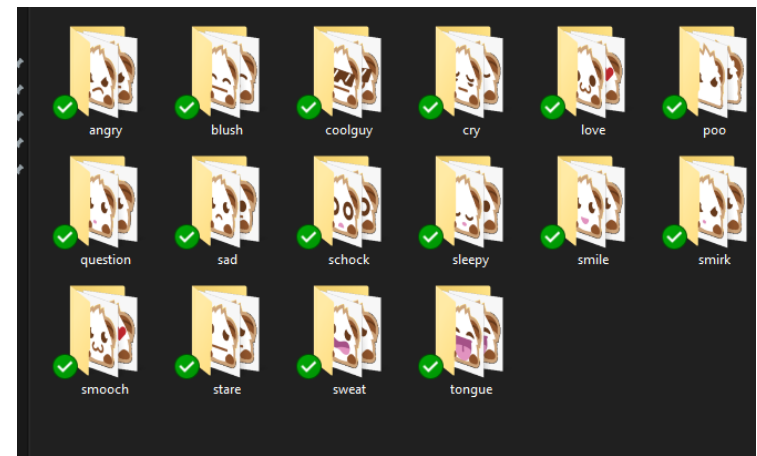 angry
blush
coolguy
cry
love
poo
question
sad
schock
sleepy
smile
smirk
smooch
stare
sweat
tongue